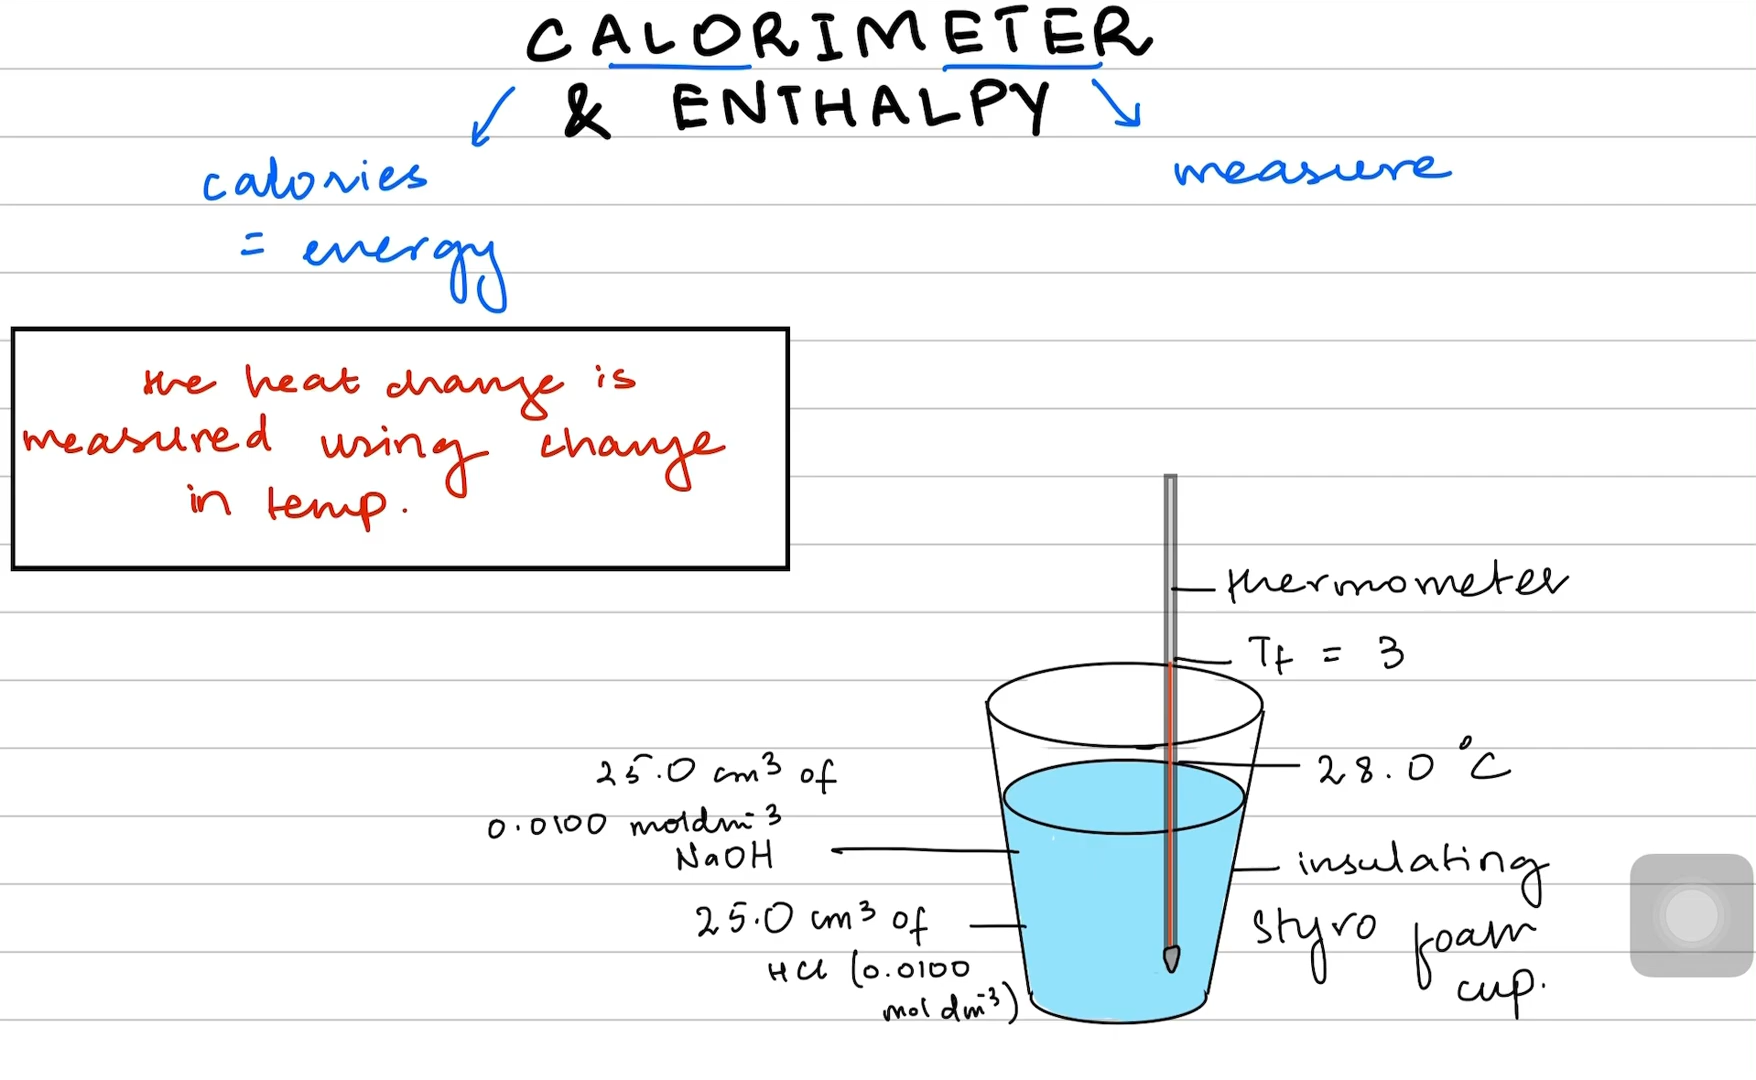 CALORIMETER
& ENTHALPY
calories
= energy
measure
the heat change is
measured using change
in temp.
thermometer
Tf = 3
28.0 °C
25.0 cm³ of
0.0100 moldm⁻³
NaOH
25.0 cm³ of
HCl (0.0100
mol dm⁻³)
insulating
styro foam
cup.